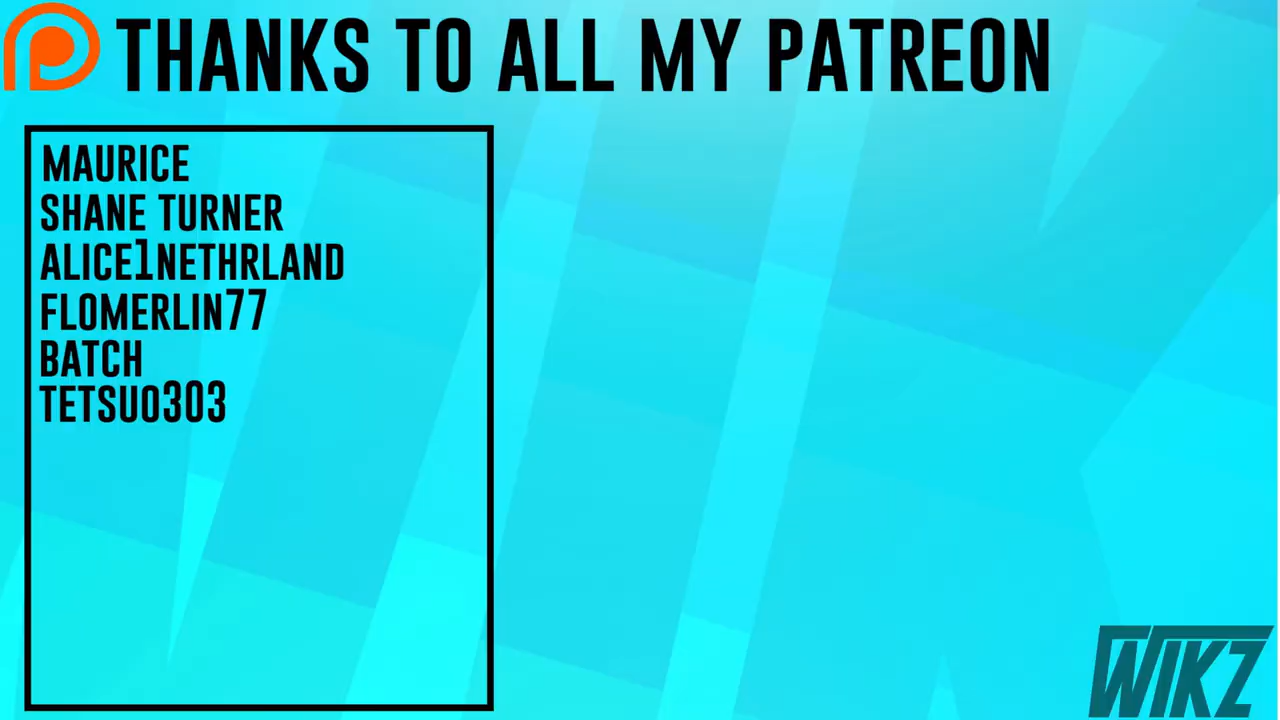 THANKS TO ALL MY PATREON
MAURICE
SHANE TURNER
ALICE1NETHRLAND
FLOMERLIN77
BATCH
TETSUO303
WIKZ